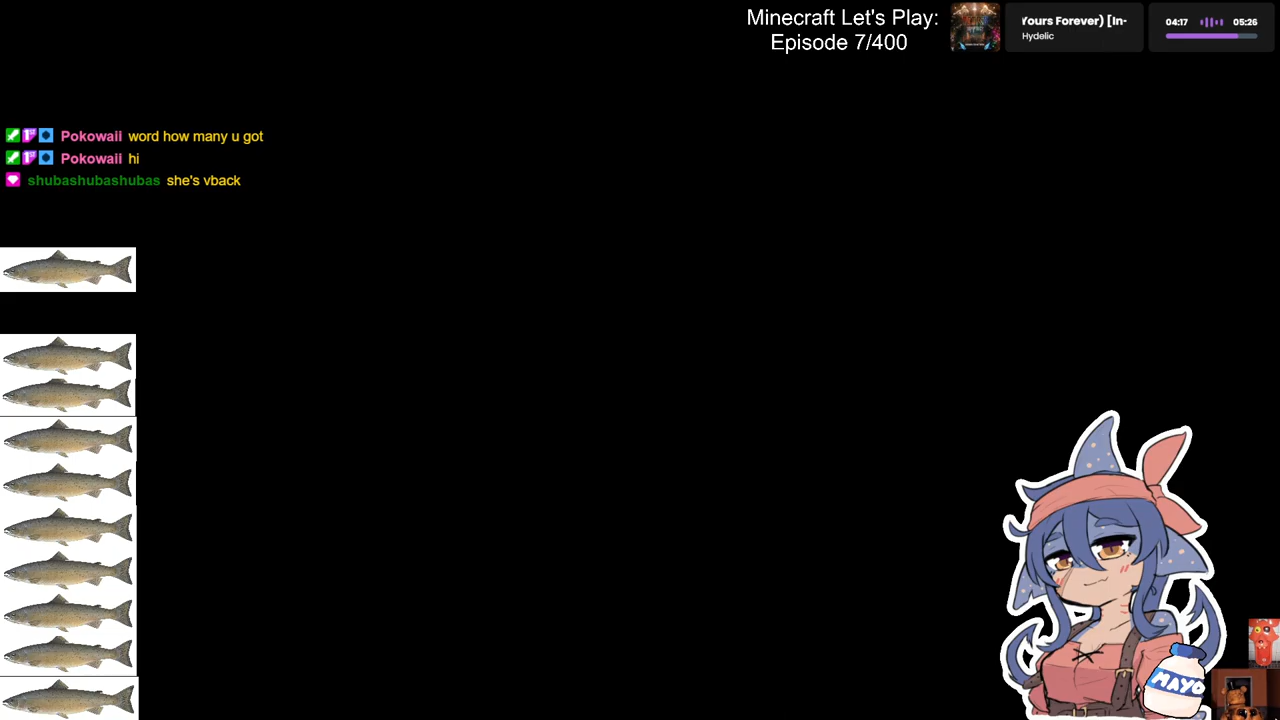 Minecraft Let's Play:
Episode 7/400
Yours Forever) [In-
Hydelic
04:17
05:26
Pokowaii word how many u got
Pokowaii hi
shubashubashubas she's vback
MAYO